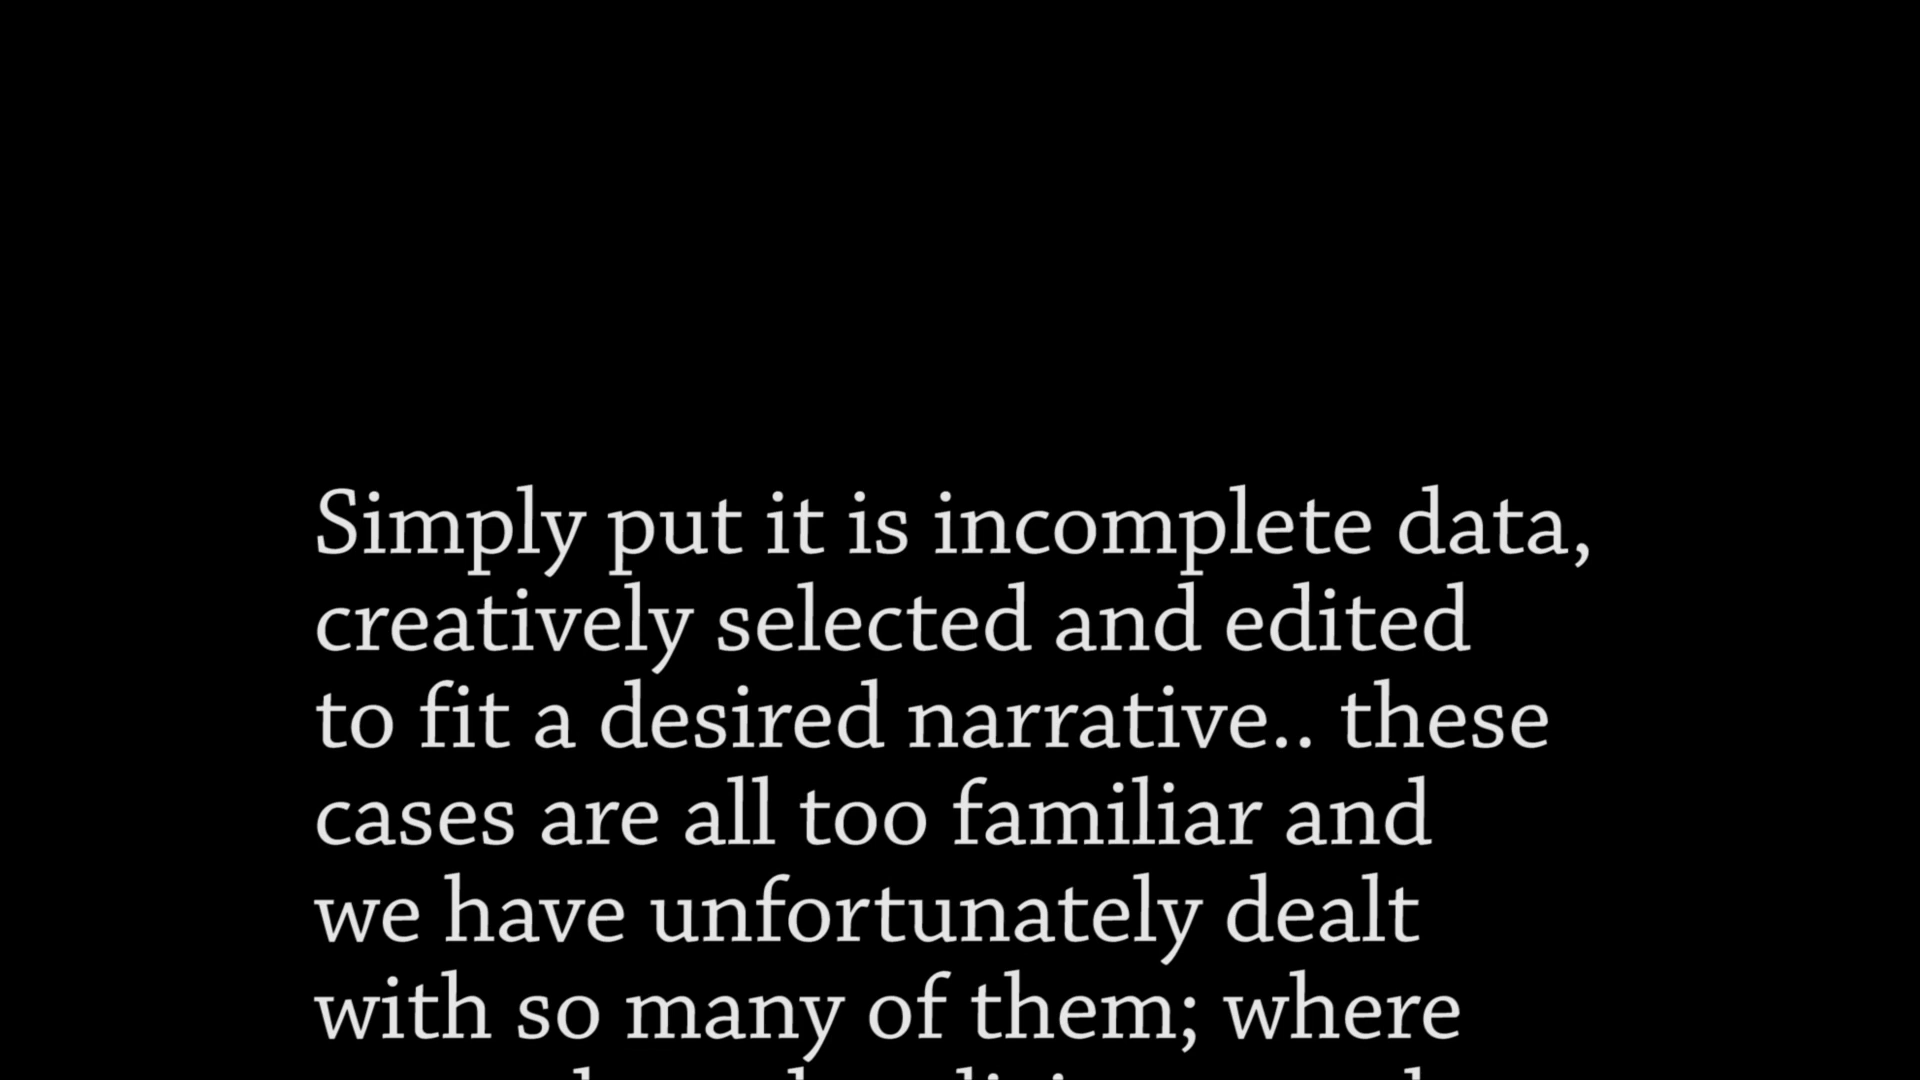 Simply put it is incomplete data,
creatively selected and edited
to fit a desired narrative.. these
cases are all too familiar and
we have unfortunately dealt
with so many of them; where